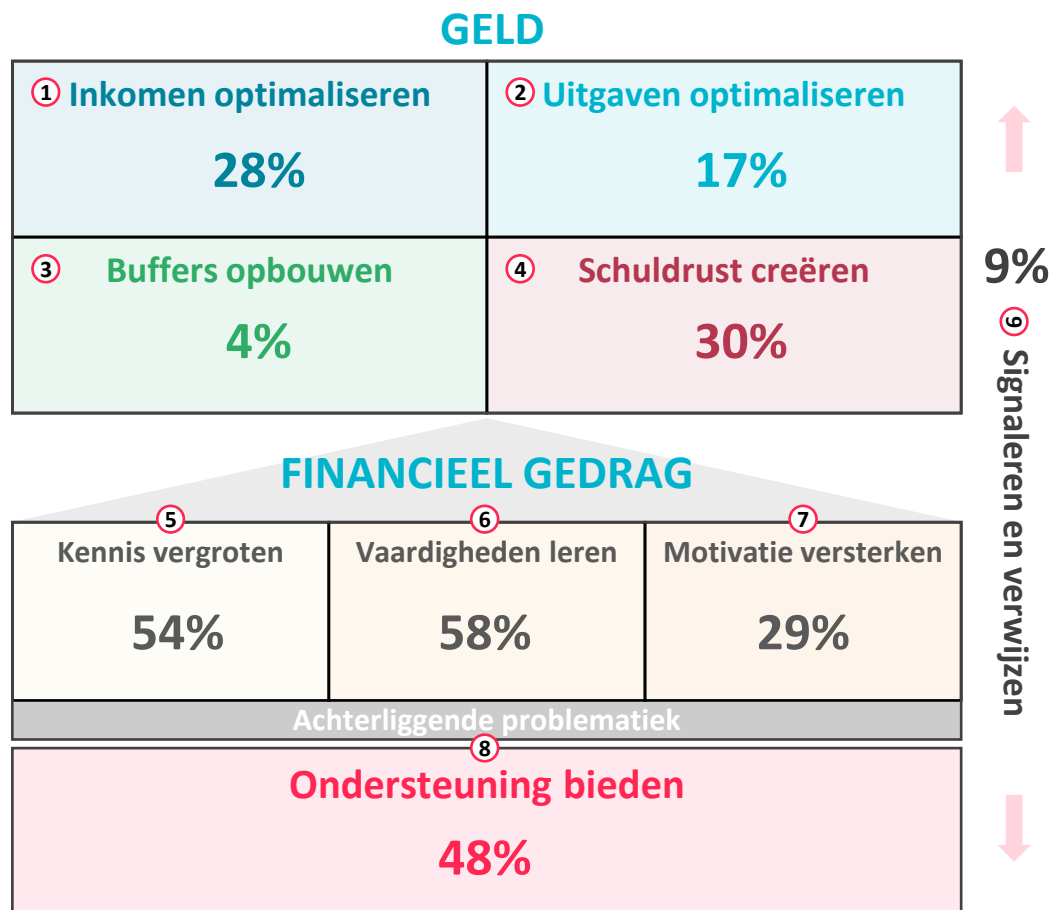 GELD
1 Inkomen optimaliseren
28%
2 Uitgaven optimaliseren
17%
3 Buffers opbouwen
4%
4 Schuldrust creëren
30%
9%
9 Signaleren en verwijzen
FINANCIEEL GEDRAG
5
Kennis vergroten
54%
6
Vaardigheden leren
58%
7
Motivatie versterken
29%
Achterliggende problematiek
8
Ondersteuning bieden
48%